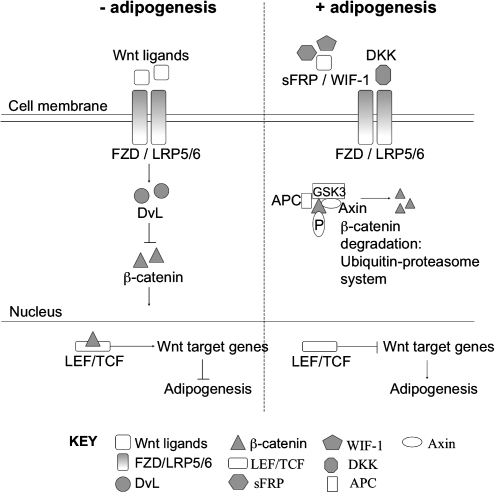 - adipogenesis
+ adipogenesis
Wnt ligands
DKK
sFRP / WIF-1
Cell membrane
FZD / LRP5/6
FZD / LRP5/6
DvL
APC
GSK3
Axin
P
β-catenin
β-catenin
degradation:
Ubiquitin-proteasome
system
Nucleus
LEF/TCF
Wnt target genes
LEF/TCF
Wnt target genes
Adipogenesis
Adipogenesis
KEY
Wnt ligands
β-catenin
WIF-1
Axin
FZD/LRP5/6
LEF/TCF
DKK
DvL
sFRP
APC